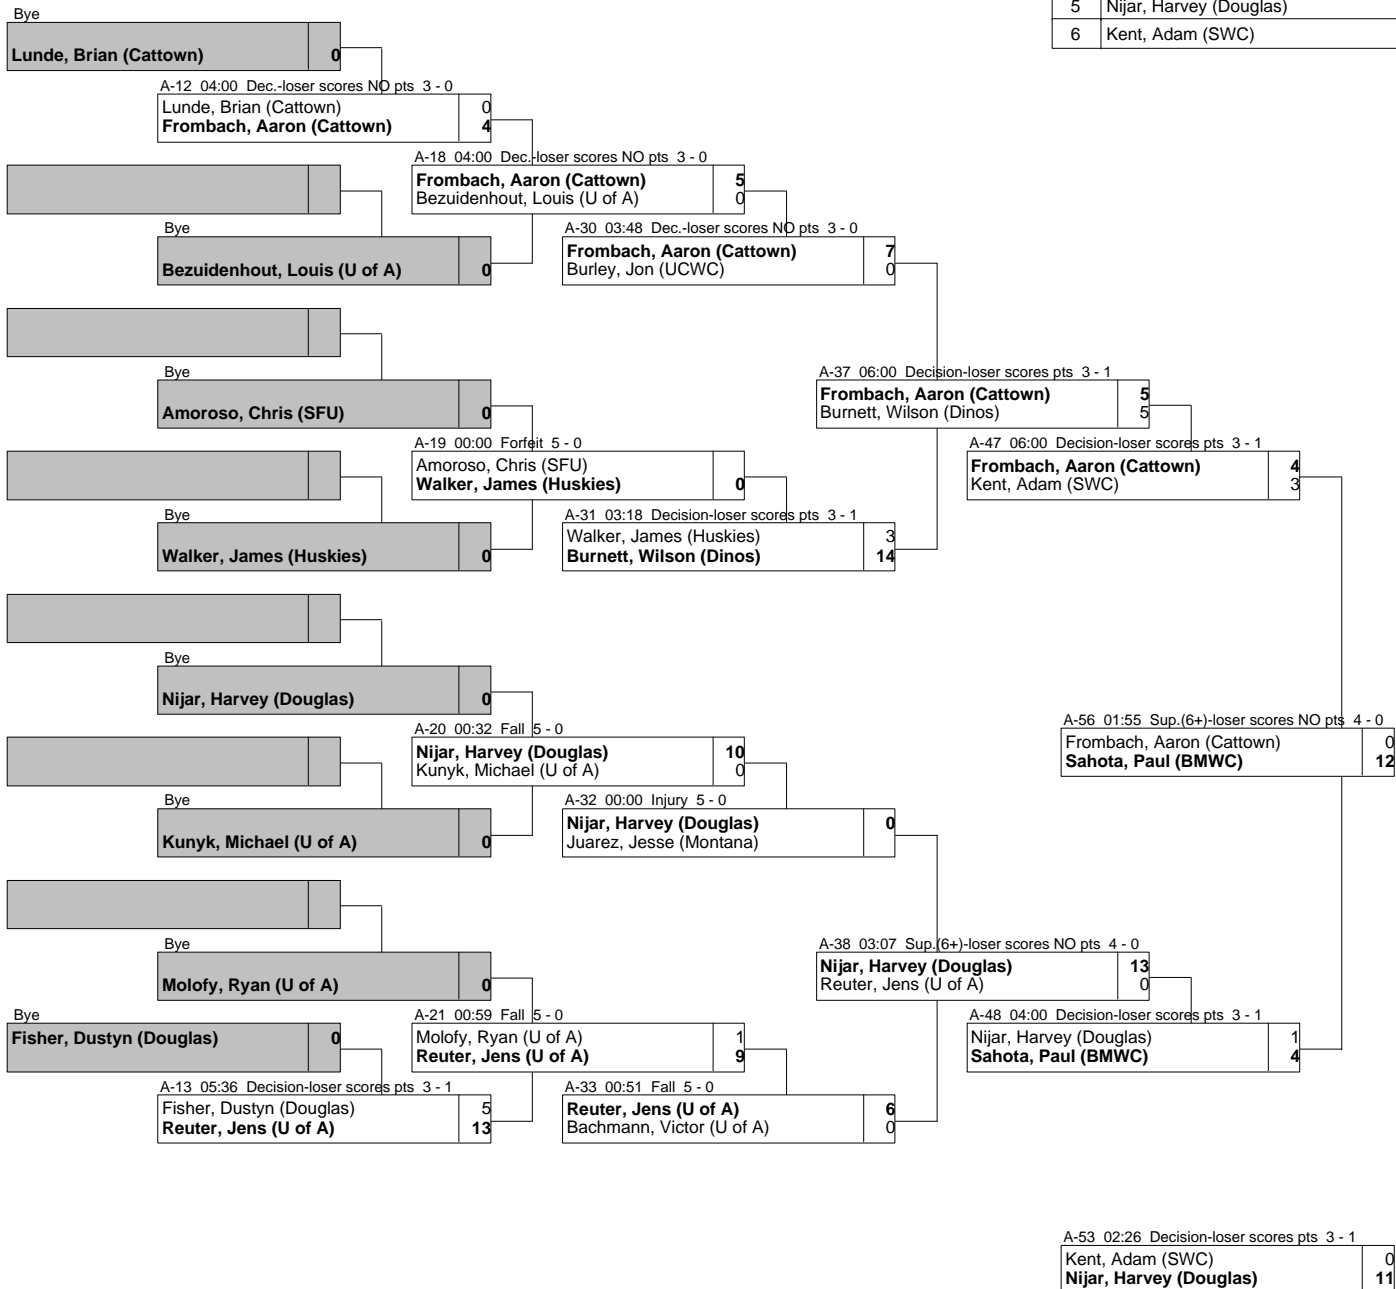 Bye
Lunde, Brian (Cattown) 0
5 Nijar, Harvey (Douglas)
6 Kent, Adam (SWC)
A-12 04:00 Dec.-loser scores NO pts 3 - 0
Lunde, Brian (Cattown) 0
Frombach, Aaron (Cattown) 4
A-18 04:00 Dec.-loser scores NO pts 3 - 0
Frombach, Aaron (Cattown) 5
Bezuidenhout, Louis (U of A) 0
Bye
Bezuidenhout, Louis (U of A) 0
A-30 03:48 Dec.-loser scores NO pts 3 - 0
Frombach, Aaron (Cattown) 7
Burley, Jon (UCWC) 0
Bye
Amoroso, Chris (SFU) 0
A-37 06:00 Decision-loser scores pts 3 - 1
Frombach, Aaron (Cattown) 5
Burnett, Wilson (Dinos) 5
A-19 00:00 Forfeit 5 - 0
Amoroso, Chris (SFU)
Walker, James (Huskies) 0
A-47 06:00 Decision-loser scores pts 3 - 1
Frombach, Aaron (Cattown) 4
Kent, Adam (SWC) 3
Bye
Walker, James (Huskies) 0
A-31 03:18 Decision-loser scores pts 3 - 1
Walker, James (Huskies) 3
Burnett, Wilson (Dinos) 14
Bye
Nijar, Harvey (Douglas) 0
A-20 00:32 Fall 5 - 0
Nijar, Harvey (Douglas) 10
Kunyk, Michael (U of A) 0
A-56 01:55 Sup.(6+)-loser scores NO pts 4 - 0
Frombach, Aaron (Cattown) 0
Sahota, Paul (BMWC) 12
Bye
Kunyk, Michael (U of A) 0
A-32 00:00 Injury 5 - 0
Nijar, Harvey (Douglas) 0
Juarez, Jesse (Montana)
Bye
Molofy, Ryan (U of A) 0
A-38 03:07 Sup.(6+)-loser scores NO pts 4 - 0
Nijar, Harvey (Douglas) 13
Reuter, Jens (U of A) 0
Bye
Fisher, Dustyn (Douglas) 0
A-21 00:59 Fall 5 - 0
Molofy, Ryan (U of A) 1
Reuter, Jens (U of A) 9
A-48 04:00 Decision-loser scores pts 3 - 1
Nijar, Harvey (Douglas) 1
Sahota, Paul (BMWC) 4
A-13 05:36 Decision-loser scores pts 3 - 1
Fisher, Dustyn (Douglas) 5
Reuter, Jens (U of A) 13
A-33 00:51 Fall 5 - 0
Reuter, Jens (U of A) 6
Bachmann, Victor (U of A) 0
A-53 02:26 Decision-loser scores pts 3 - 1
Kent, Adam (SWC) 0
Nijar, Harvey (Douglas) 11